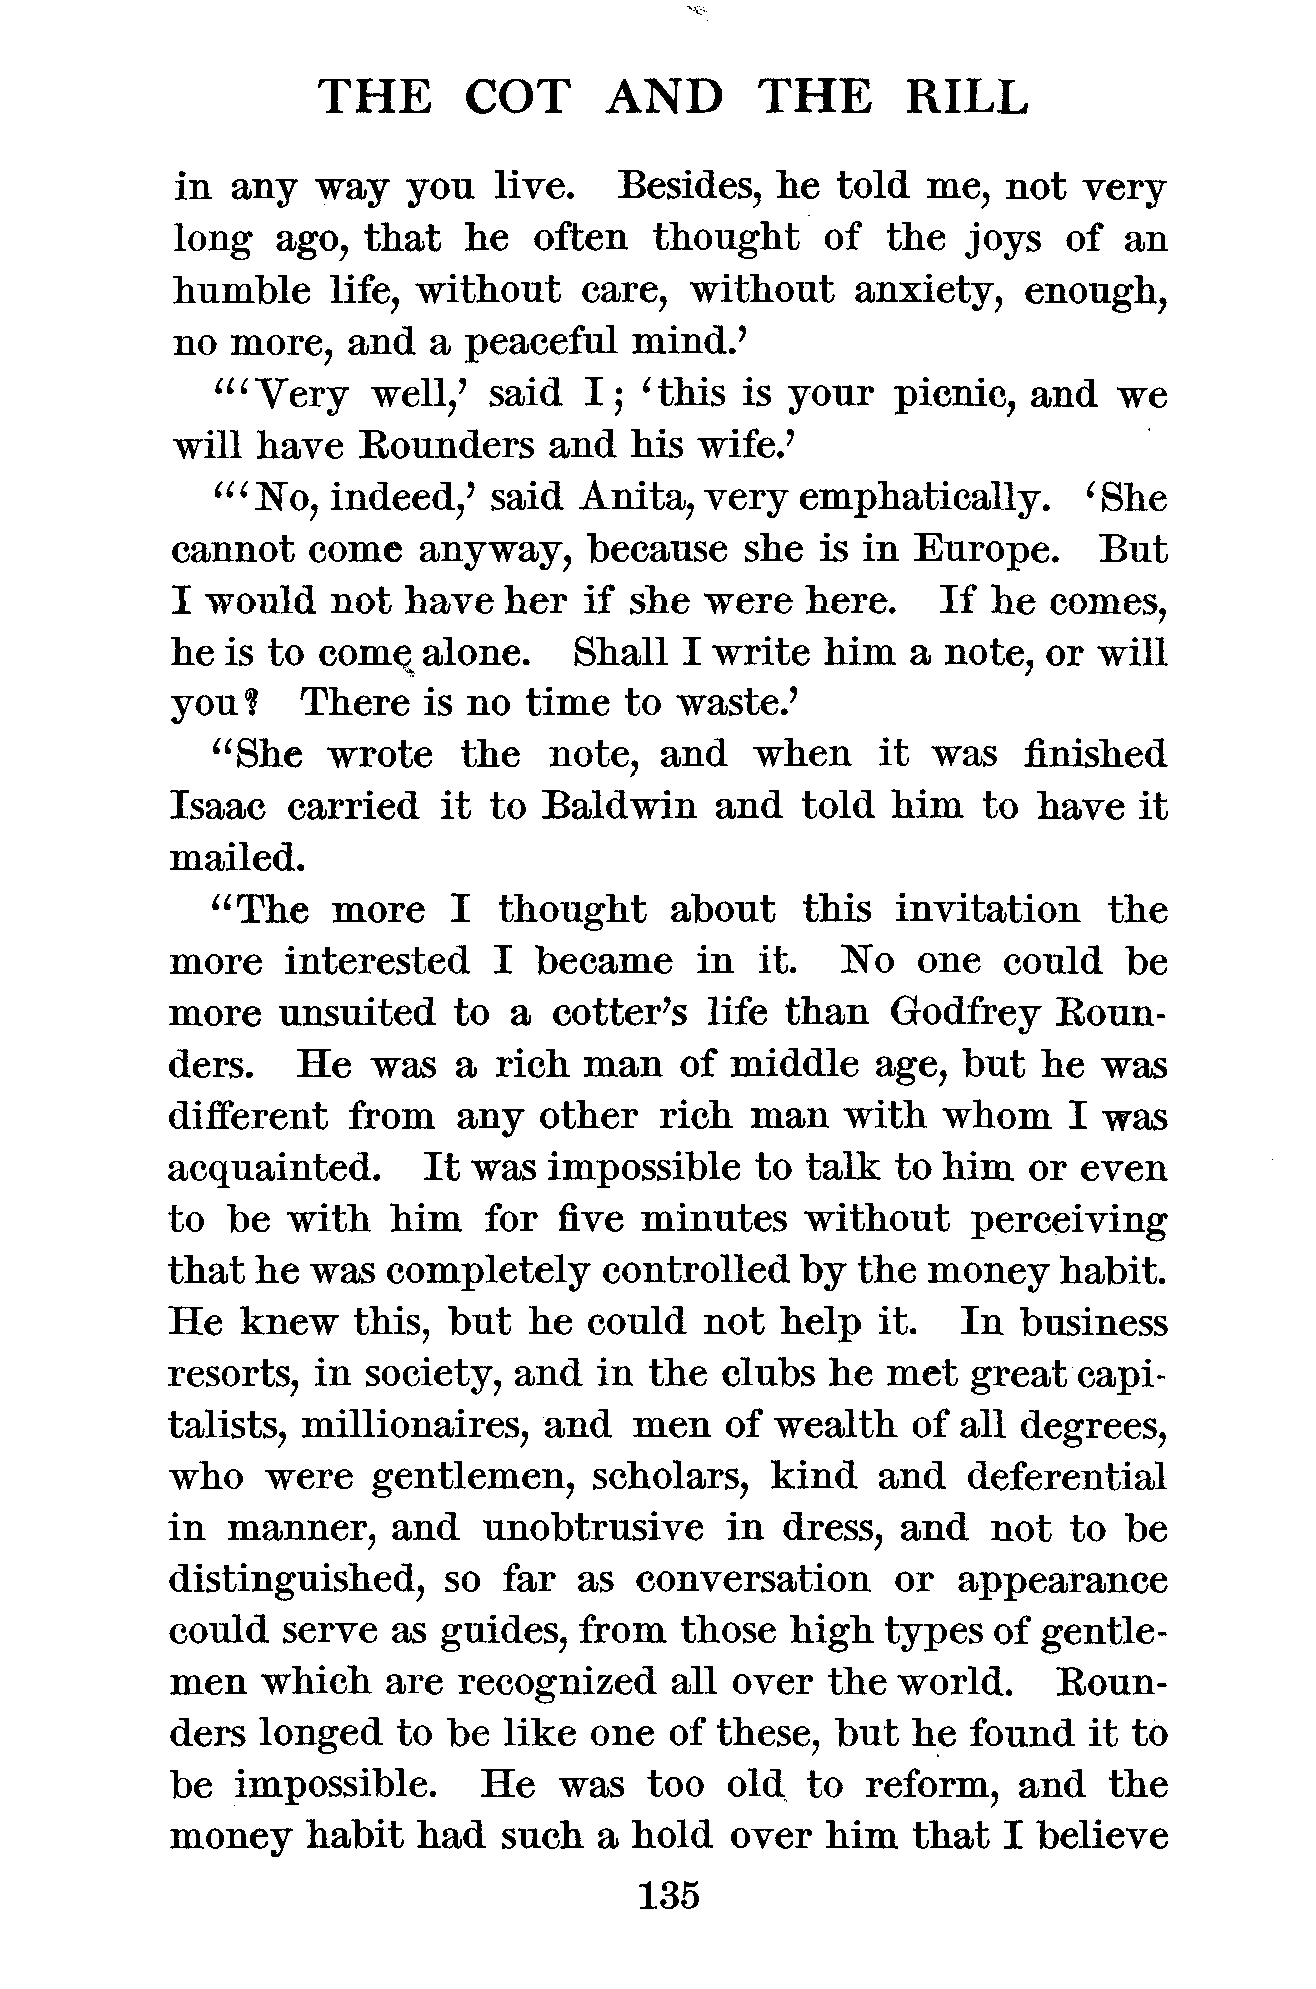 THE COT AND THE RILL
in any way you live. Besides, he told me, not very
long ago, that he often thought of the joys of an
humble life, without care, without anxiety, enough,
no more, and a peaceful mind.’
“‘Very well,’ said I; ‘this is your picnic, and we
will have Rounders and his wife.’
“‘No, indeed,’ said Anita, very emphatically. ‘She
cannot come anyway, because she is in Europe. But
I would not have her if she were here. If he comes,
he is to come alone. Shall I write him a note, or will
you? There is no time to waste.’
“She wrote the note, and when it was finished
Isaac carried it to Baldwin and told him to have it
mailed.
“The more I thought about this invitation the
more interested I became in it. No one could be
more unsuited to a cotter’s life than Godfrey Roun-
ders. He was a rich man of middle age, but he was
different from any other rich man with whom I was
acquainted. It was impossible to talk to him or even
to be with him for five minutes without perceiving
that he was completely controlled by the money habit.
He knew this, but he could not help it. In business
resorts, in society, and in the clubs he met great capi-
talists, millionaires, and men of wealth of all degrees,
who were gentlemen, scholars, kind and deferential
in manner, and unobtrusive in dress, and not to be
distinguished, so far as conversation or appearance
could serve as guides, from those high types of gentle-
men which are recognized all over the world. Roun-
ders longed to be like one of these, but he found it to
be impossible. He was too old to reform, and the
money habit had such a hold over him that I believe
135